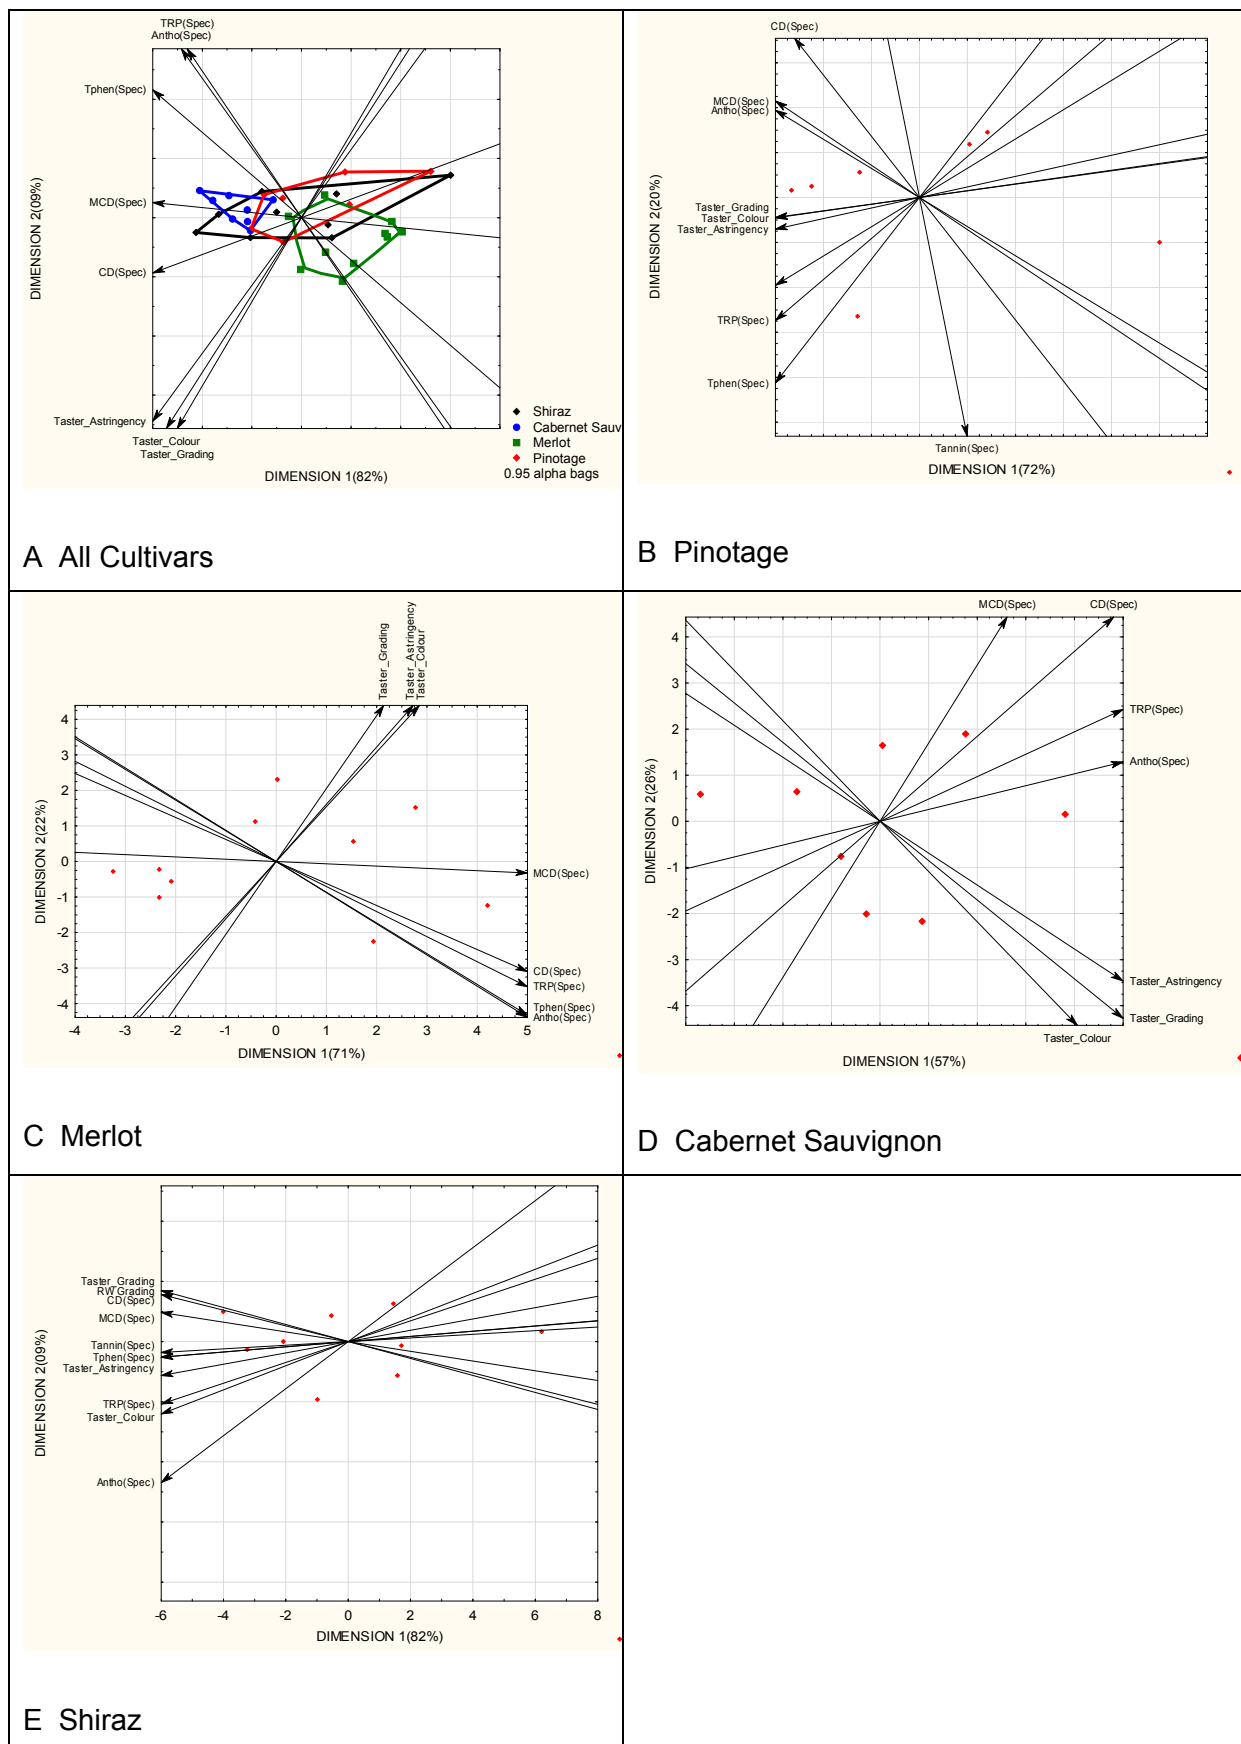 TRP(Spec)
Antho(Spec)
Tphen(Spec)
MCD(Spec)
CD(Spec)
Taster_Astringency
Taster_Colour
Taster_Grading
DIMENSION 2(09%)
DIMENSION 1(82%)
Shiraz
Cabernet Sauv
Merlot
Pinotage
0.95 alpha bags
A All Cultivars
CD(Spec)
MCD(Spec)
Antho(Spec)
Taster_Grading
Taster_Colour
Taster_Astringency
TRP(Spec)
Tphen(Spec)
Tannin(Spec)
DIMENSION 2(20%)
DIMENSION 1(72%)
B Pinotage
Taster_Grading
Taster_Astringency
Taster_Colour
4
3
2
1
0
-1
-2
-3
-4
DIMENSION 2(22%)
MCD(Spec)
CD(Spec)
TRP(Spec)
Tphen(Spec)
Antho(Spec)
-4 -3 -2 -1 0 1 2 3 4 5
DIMENSION 1(71%)
C Merlot
MCD(Spec) CD(Spec)
4
3
2
1
0
-1
-2
-3
-4
DIMENSION 2(26%)
TRP(Spec)
Antho(Spec)
Taster_Astringency
Taster_Grading
Taster_Colour
DIMENSION 1(57%)
D Cabernet Sauvignon
Taster_Grading
RWGrading
CD(Spec)
MCD(Spec)
Tannin(Spec)
Tphen(Spec)
Taster_Astringency
TRP(Spec)
Taster_Colour
Antho(Spec)
DIMENSION 2(09%)
-6 -4 -2 0 2 4 6 8
DIMENSION 1(82%)
E Shiraz